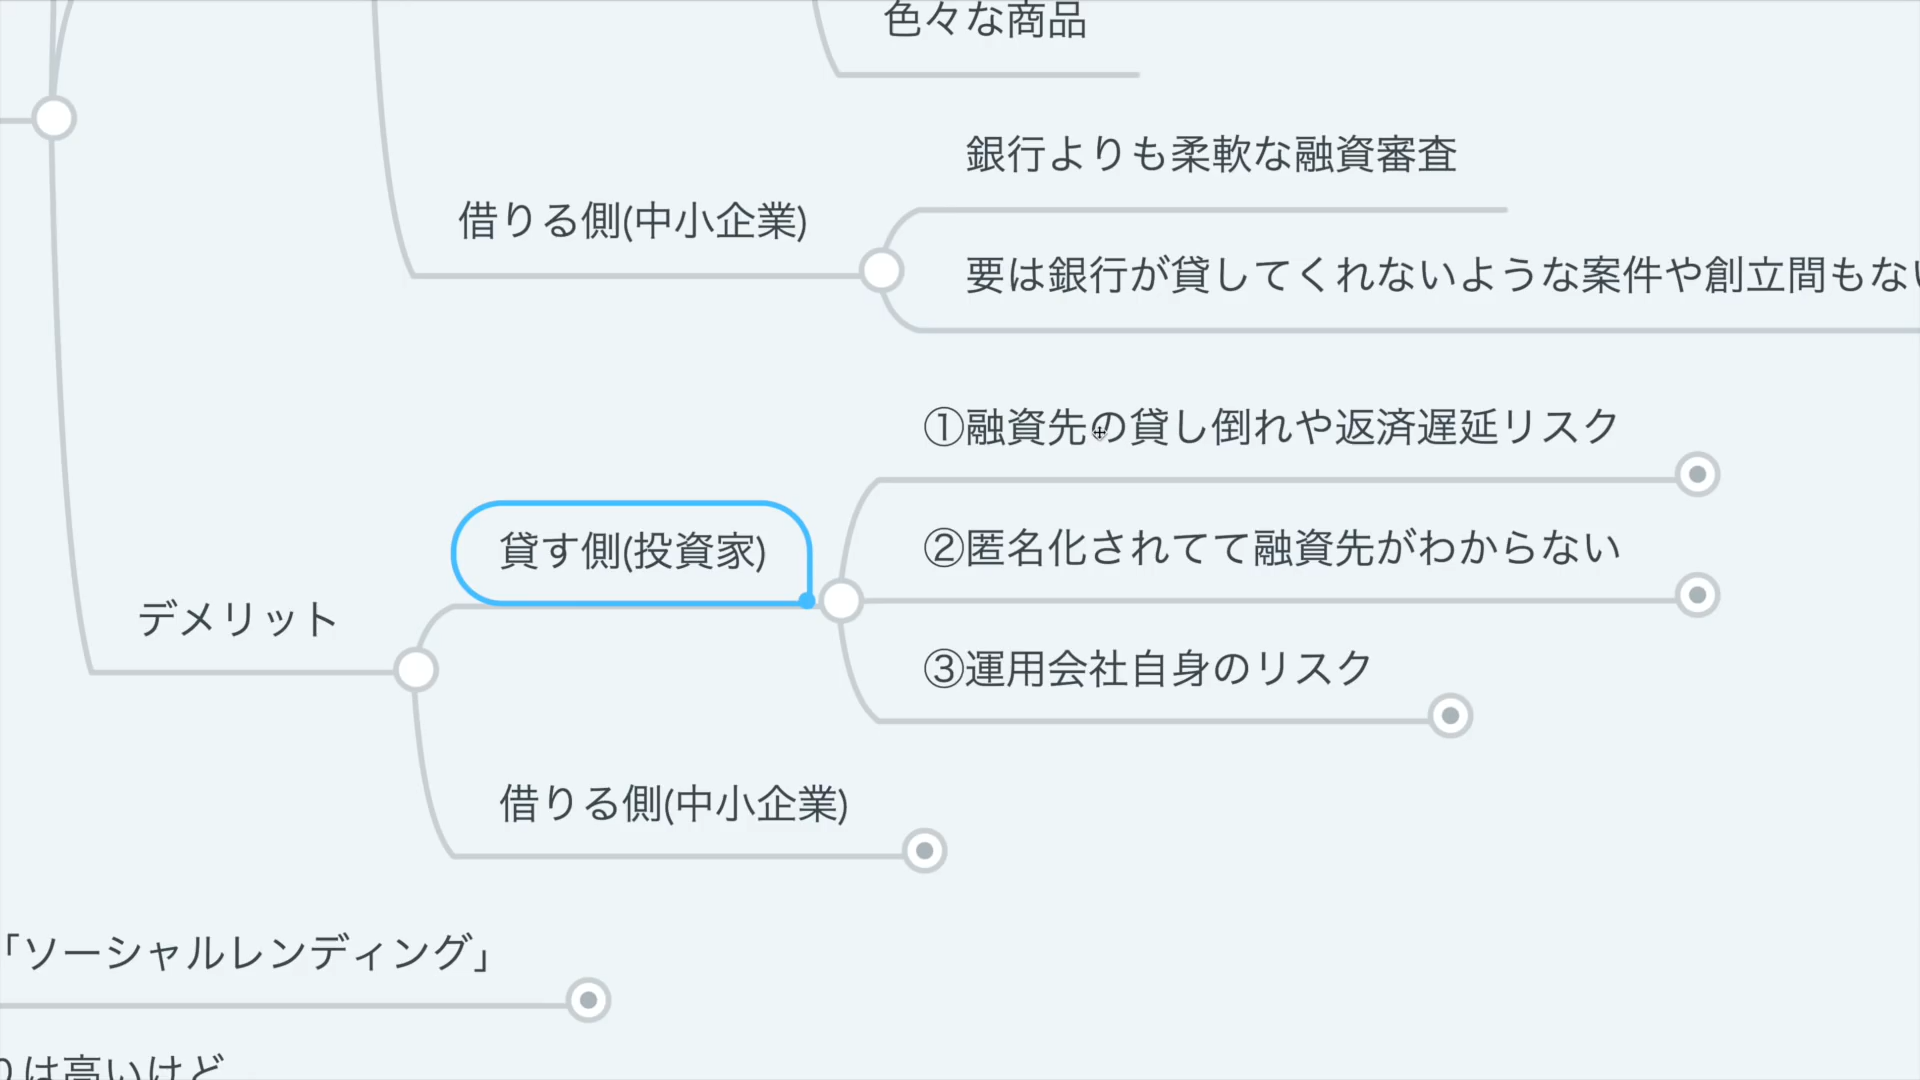 色々な商品
銀行よりも柔軟な融資審査
借りる側(中小企業)
要は銀行が貸してくれないような案件や創立間もな
①融資先の貸し倒れや返済遅延リスク
貸す側(投資家)
②匿名化されてて融資先がわからない
デメリット
③運用会社自身のリスク
借りる側(中小企業)
「ソーシャルレンディング」
は高いけど